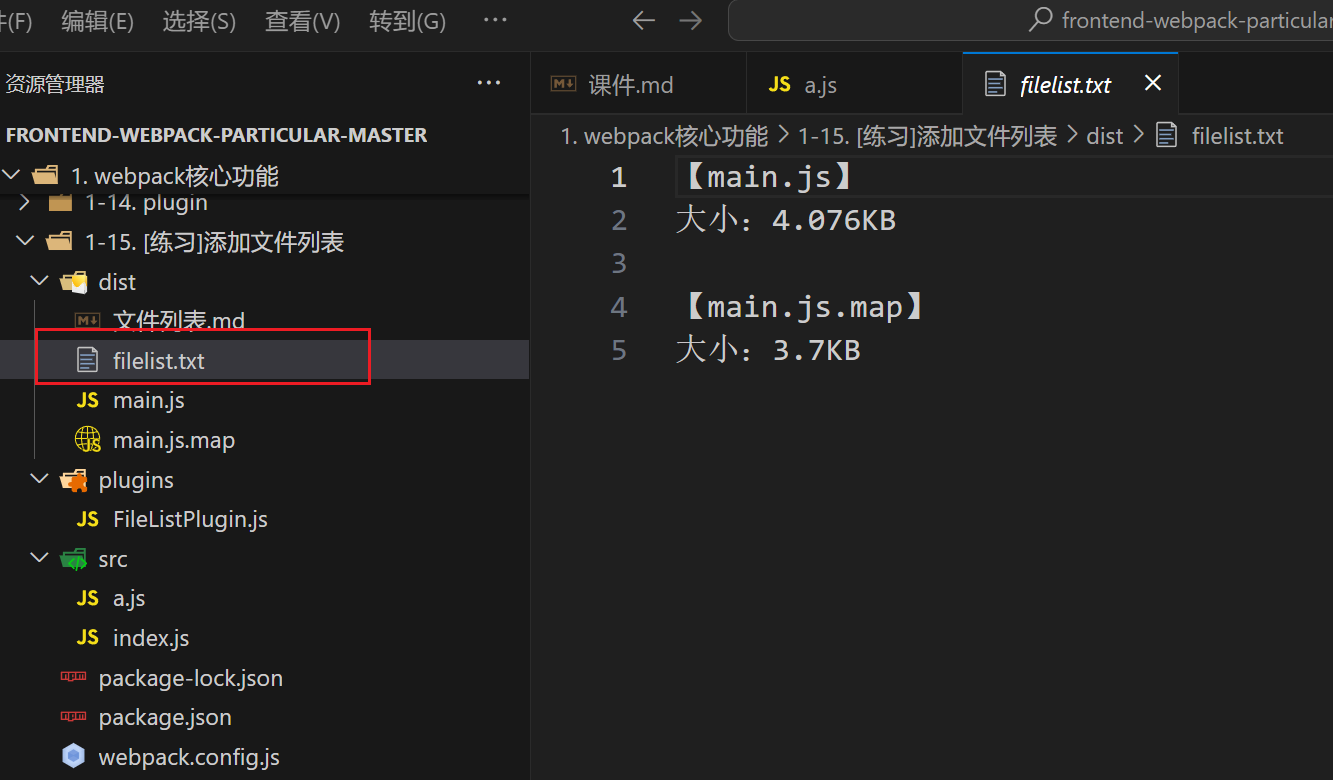 件(F) 编辑(E) 选择(S) 查看(V) 转到(G) ··· frontend-webpack-particular
资源管理器 ···
FRONTEND-WEBPACK-PARTICULAR-MASTER
1. webpack核心功能
1-14. plugin
1-15. [练习]添加文件列表
dist
文件列表.md
filelist.txt
JS main.js
main.js.map
plugins
JS FileListPlugin.js
src
JS a.js
JS index.js
package-lock.json
package.json
webpack.config.js
课件.md JS a.js filelist.txt
1. webpack核心功能 > 1-15. [练习]添加文件列表 > dist > filelist.txt
1 【main.js】
2 大小：4.076KB
3
4 【main.js.map】
5 大小：3.7KB